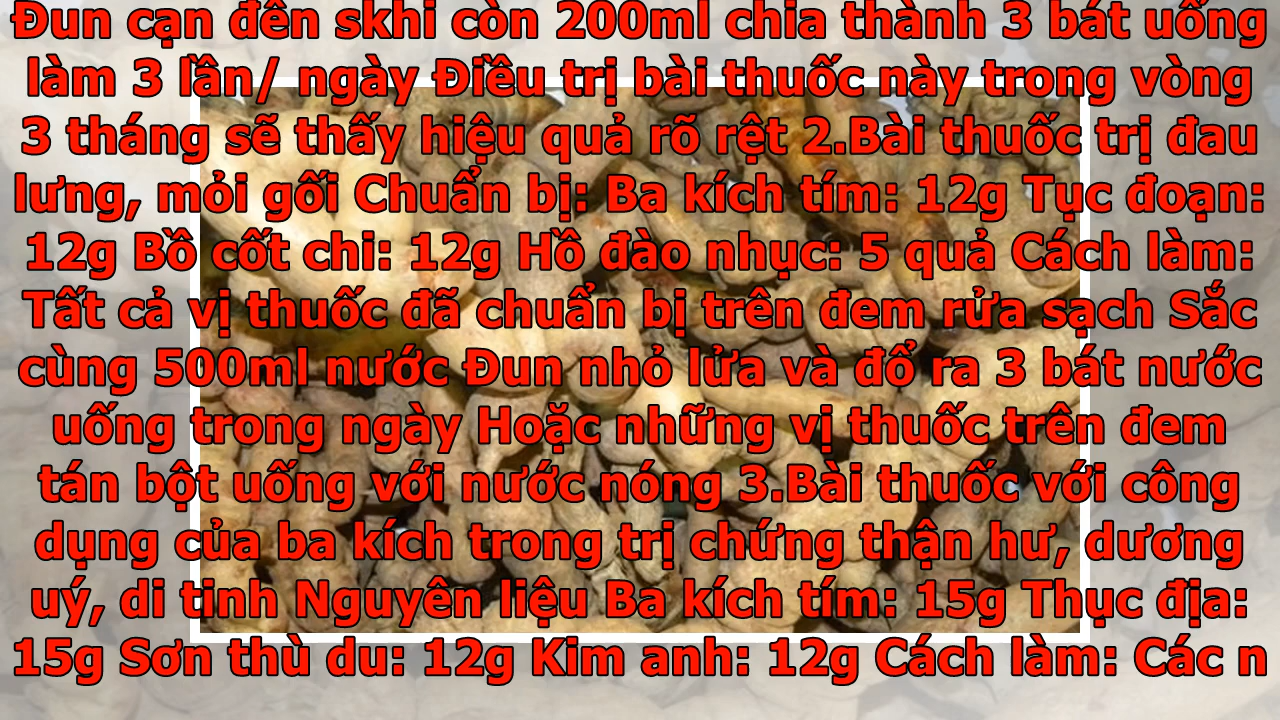 Đun cạn đến skhi còn 200ml chia thành 3 bát uống
làm 3 lần/ ngày Điều trị bài thuốc này trong vòng
3 tháng sẽ thấy hiệu quả rõ rệt 2.Bài thuốc trị đau
lưng, mỏi gối Chuẩn bị: Ba kích tím: 12g Tục đoạn:
12g Bồ cốt chi: 12g Hồ đào nhục: 5 quả Cách làm:
Tất cả vị thuốc đã chuẩn bị trên đem rửa sạch Sắc
cùng 500ml nước Đun nhỏ lửa và đổ ra 3 bát nước
uống trong ngày Hoặc những vị thuốc trên đem
tán bột uống với nước nóng 3.Bài thuốc với công
dụng của ba kích trong trị chứng thận hư, dương
uý, di tinh Nguyên liệu Ba kích tím: 15g Thục địa:
15g Sơn thù du: 12g Kim anh: 12g Cách làm: Các n